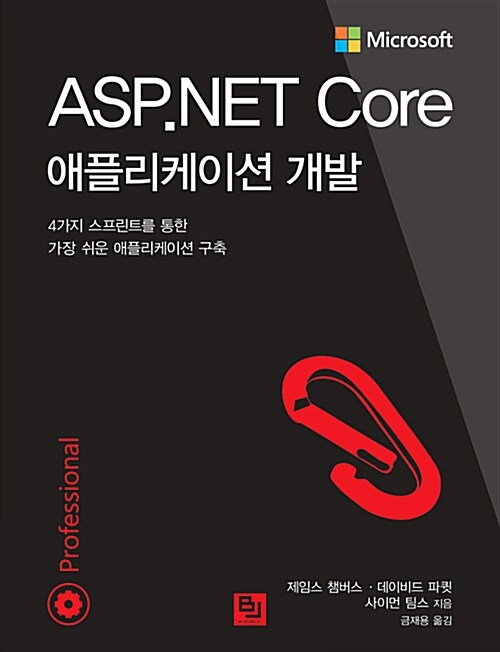 Microsoft
ASP.NET Core
애플리케이션 개발
4가지 스프린트를 통한
가장 쉬운 애플리케이션 구축
Professional
제임스 챔버스 · 데이비드 파퀫
사이먼 팀스 지음
금재용 옮김
BJ